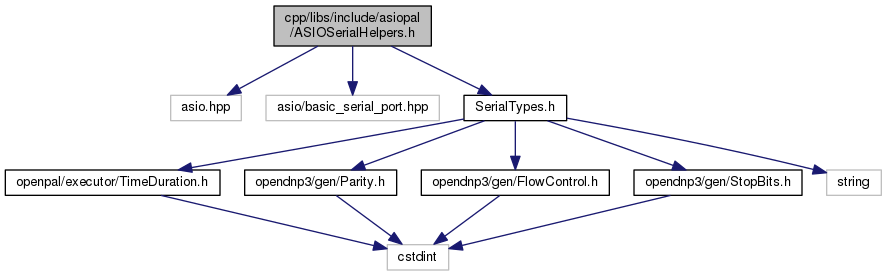 cpp/libs/include/asiopal
/ASIOSerialHelpers.h
asio.hpp
asio/basic_serial_port.hpp
SerialTypes.h
openpal/executor/TimeDuration.h
opendnp3/gen/Parity.h
opendnp3/gen/FlowControl.h
opendnp3/gen/StopBits.h
string
cstdint